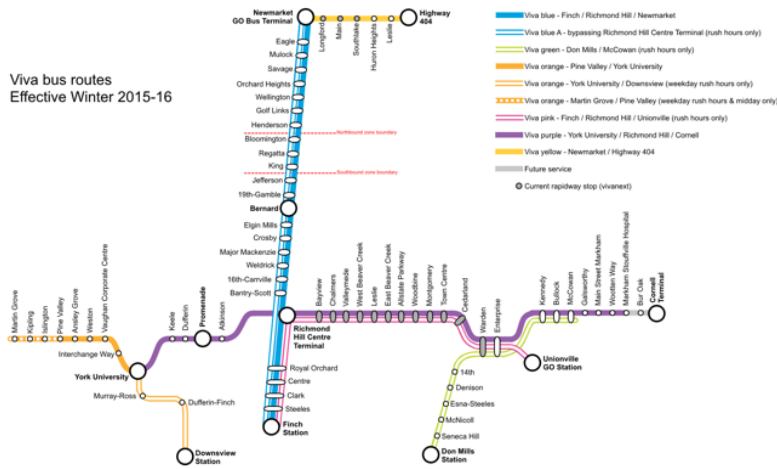 Newmarket
GO Bus Terminal
Longford
Main
Southlake
Huron Heights
Leslie
Highway
404
Viva blue - Finch / Richmond Hill / Newmarket
Viva blue A - bypassing Richmond Hill Centre Terminal (rush hours only)
Viva green - Don Mills / McCowan (rush hours only)
Viva orange - Pine Valley / York University
Viva orange - York University / Downsview (weekday rush hours only)
Viva orange - Martin Grove / Pine Valley (weekday rush hours & midday only)
Viva pink - Finch / Richmond Hill / Unionville (rush hours only)
Viva purple - York University / Richmond Hill / Cornell
Viva yellow - Newmarket / Highway 404
Future service
Current rapidway stop (vivanext)
Viva bus routes
Effective Winter 2015-16
Eagle
Mulock
Savage
Orchard Heights
Wellington
Golf Links
Henderson
Northbound zone boundary
Bloomington
Regatta
King
Southbound zone boundary
Jefferson
19th-Gamble
Bernard
Elgin Mills
Crosby
Major Mackenzie
Weldrick
16th-Carrville
Bantry-Scott
Richmond
Hill Centre
Terminal
Royal Orchard
Centre
Clark
Steeles
Finch
Station
Martin Grove
Kipling
Islington
Pine Valley
Ansley Grove
Weston
Vaughan Corporate Centre
Interchange Way
York University
Murray-Ross
Dufferin-Finch
Downsview
Station
Keele
Dufferin
Promenade
Atkinson
Bayview
Chalmers
Valleymede
West Beaver Creek
Leslie
East Beaver Creek
Allstate Parkway
Woodbine
Montgomery
Town Centre
Cedarland
Warden
Enterprise
Kennedy
Bullock
McCowan
Galsworthy
Main Street Markham
Wootten Way
Markham Stouffville Hospital
Bur Oak
Cornell
Terminal
Unionville
GO Station
14th
Denison
Esna-Steeles
McNicoll
Seneca Hill
Don Mills
Station